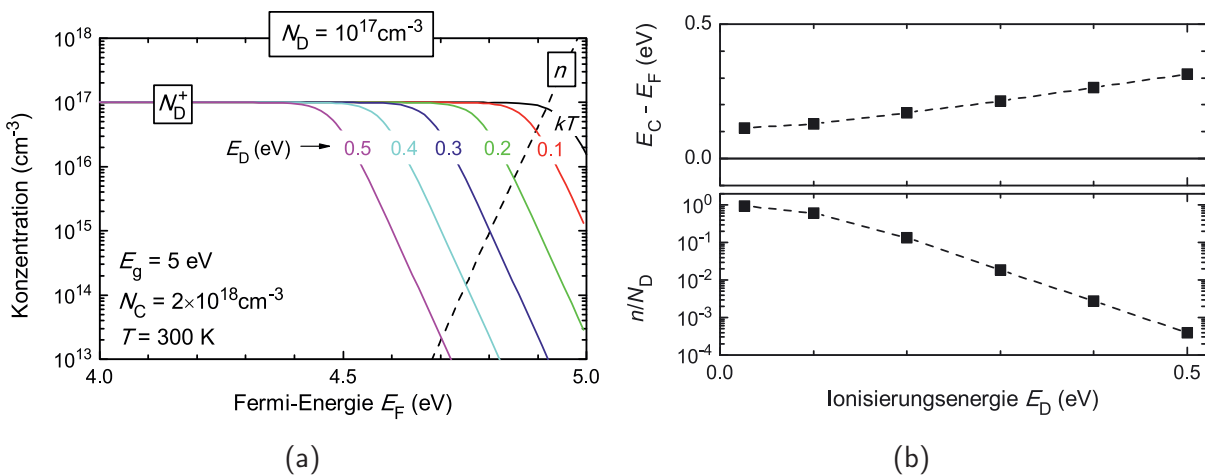 N_D = 10^17cm^-3
Konzentration (cm^-3)
10^18
10^17
10^16
10^15
10^14
10^13
N_D^+
n
kT
E_D (eV) → 0.5 0.4 0.3 0.2 0.1
E_g = 5 eV
N_C = 2×10^18cm^-3
T = 300 K
4.0 4.5 5.0
Fermi-Energie E_F (eV)
(a)
E_C - E_F (eV)
0.5
0.0
n/N_D
10^0
10^-1
10^-2
10^-3
10^-4
0.0 0.5
Ionisierungsenergie E_D (eV)
(b)